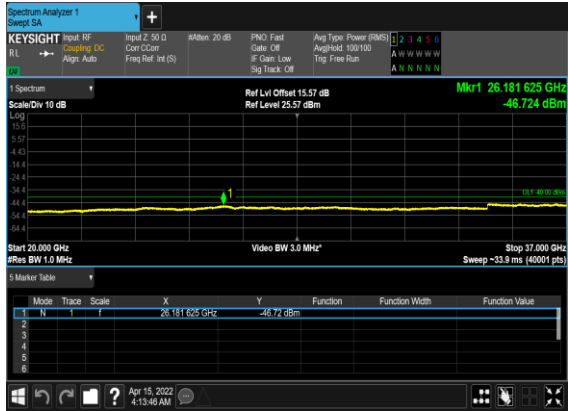 Spectrum Analyzer 1
Swept SA
+
KEYSIGHT Input: RF Input Z: 50 Ω #Atten: 20 dB PNO: Fast Avg Type: Power (RMS) 1 2 3 4 5 6
RL Coupling: DC Corr CCorr Gate: Off Avg|Hold: 100/100 A W W W W W
Align: Auto Freq Ref: Int (S) IF Gain: Low Trig: Free Run
LU Sig Track: Off A N N N N N
1 Spectrum Ref Lvl Offset 15.57 dB Mkr1 26.181 625 GHz
Scale/Div 10 dB Ref Level 25.57 dBm -46.724 dBm
Log
15.6
5.57
-4.43
-14.4
-24.4
-34.4 1 DL1 -40.00 dBm
-44.4
-54.4
-64.4
Start 20.000 GHz Video BW 3.0 MHz* Stop 37.000 GHz
#Res BW 1.0 MHz Sweep ~33.9 ms (40001 pts)
5 Marker Table
Mode Trace Scale X Y Function Function Width Function Value
1 N 1 f 26.181 625 GHz -46.72 dBm
2
3
4
5
6
? Apr 15, 2022
4:13:46 AM